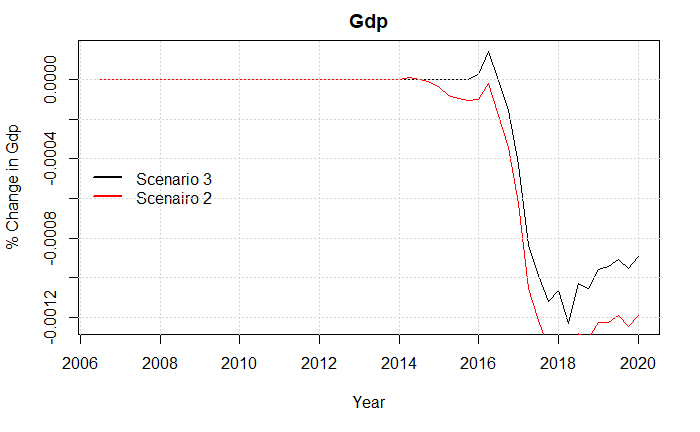 Gdp
% Change in Gdp
0.0000
-0.0004
-0.0008
-0.0012
Scenario 3
Scenairo 2
2006 2008 2010 2012 2014 2016 2018 2020
Year